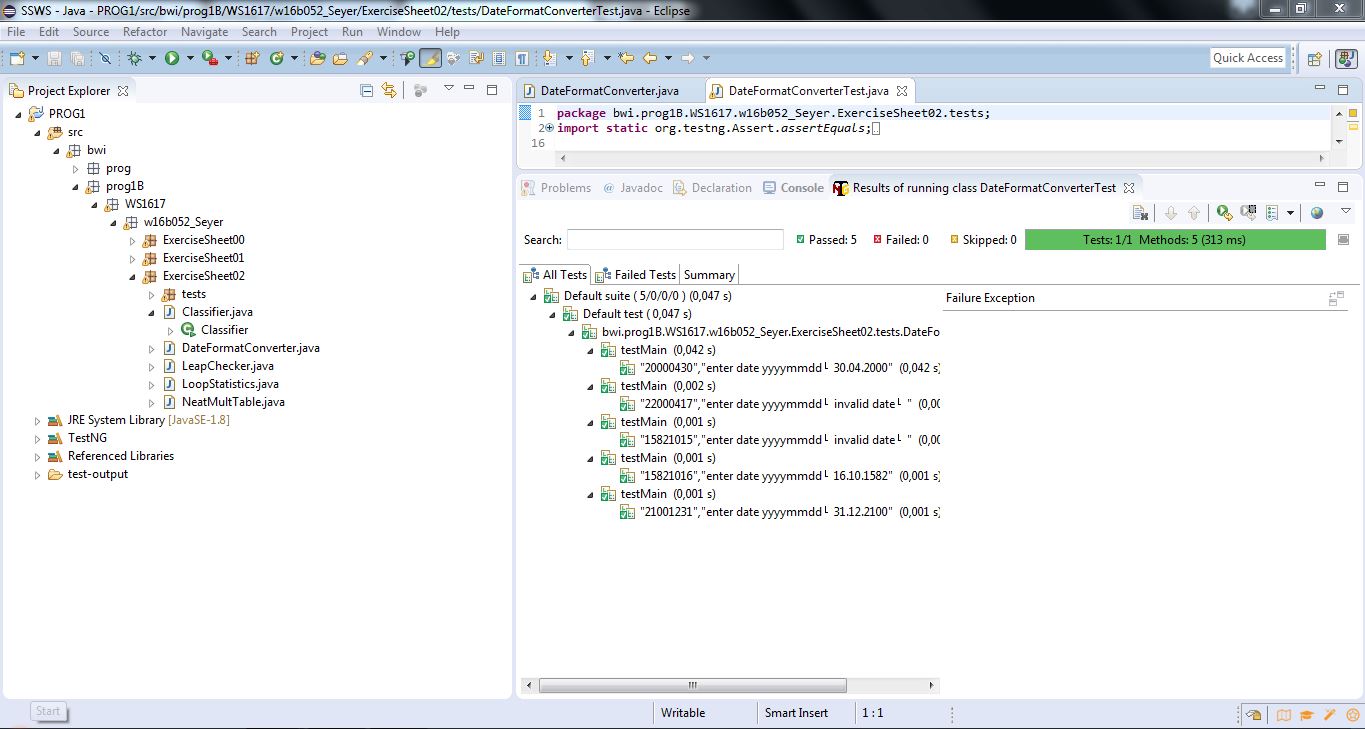 SSWS - Java - PROG1/src/bwi/prog1B/WS1617/w16b052_Seyer/ExerciseSheet02/tests/DateFormatConverterTest.java - Eclipse
File Edit Source Refactor Navigate Search Project Run Window Help
Quick Access
Project Explorer
PROG1
src
bwi
prog
prog1B
WS1617
w16b052_Seyer
ExerciseSheet00
ExerciseSheet01
ExerciseSheet02
tests
Classifier.java
Classifier
DateFormatConverter.java
LeapChecker.java
LoopStatistics.java
NeatMultTable.java
JRE System Library [JavaSE-1.8]
TestNG
Referenced Libraries
test-output
DateFormatConverter.java DateFormatConverterTest.java
1 package bwi.prog1B.WS1617.w16b052_Seyer.ExerciseSheet02.tests;
2 import static org.testng.Assert.assertEquals;
16
Problems @ Javadoc Declaration Console Results of running class DateFormatConverterTest
Search: Passed: 5 Failed: 0 Skipped: 0 Tests: 1/1 Methods: 5 (313 ms)
All Tests Failed Tests Summary
Default suite ( 5/0/0/0 ) (0,047 s)
Default test ( 0,047 s)
bwi.prog1B.WS1617.w16b052_Seyer.ExerciseSheet02.tests.DateFo
testMain (0,042 s)
"20000430","enter date yyyymmdd└ 30.04.2000" (0,042 s)
testMain (0,002 s)
"22000417","enter date yyyymmdd└ invalid date└ " (0,00
testMain (0,001 s)
"15821015","enter date yyyymmdd└ invalid date└ " (0,00
testMain (0,001 s)
"15821016","enter date yyyymmdd└ 16.10.1582" (0,001 s)
testMain (0,001 s)
"21001231","enter date yyyymmdd└ 31.12.2100" (0,001 s)
Failure Exception
Start
Writable Smart Insert 1 : 1